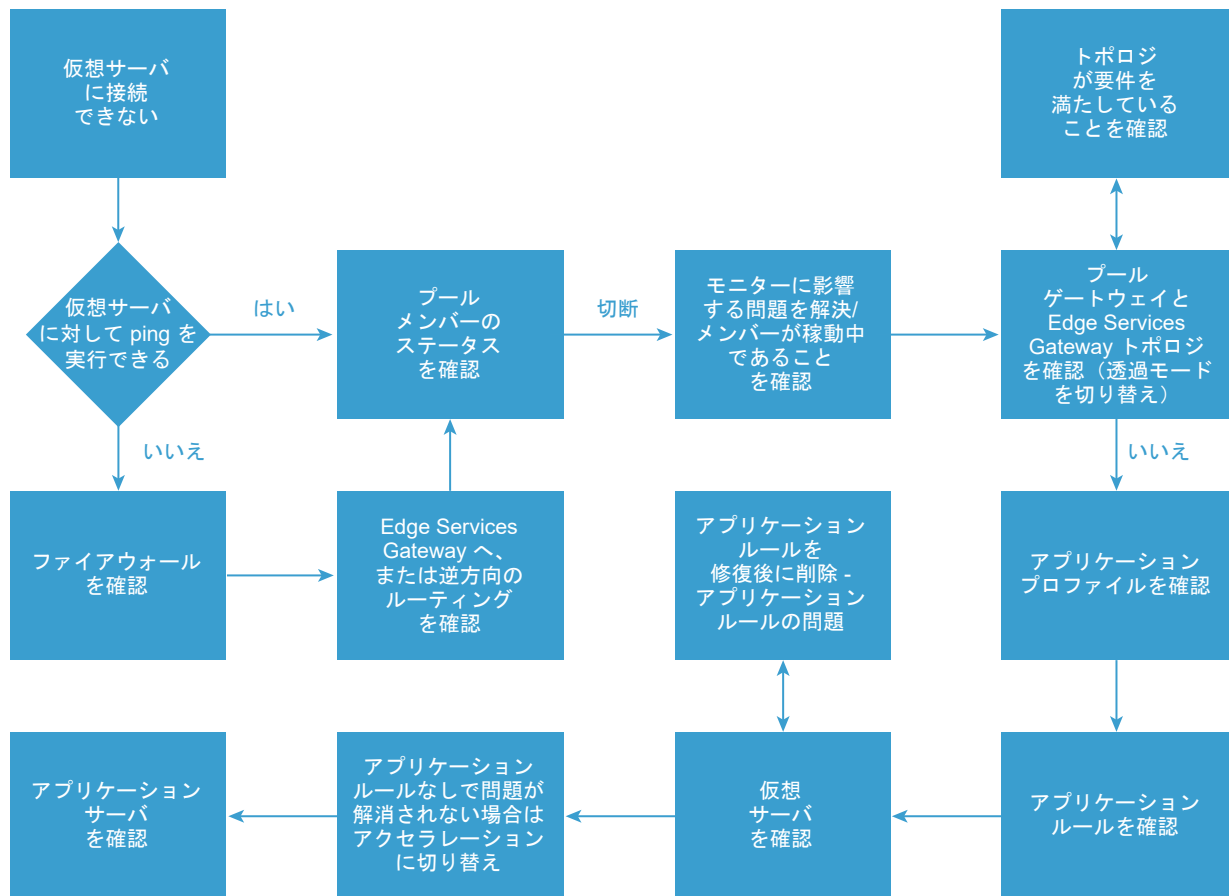 仮想サーバ
に接続
できない
トポロジ
が要件を
満たしている
ことを確認
仮想サーバ
に対して ping を
実行できる
はい
プール
メンバーの
ステータス
を確認
切断
モニターに影響
する問題を解決/
メンバーが稼動中
であること
を確認
プール
ゲートウェイと
Edge Services
Gateway トポロジ
を確認（透過モード
を切り替え）
いいえ
いいえ
ファイアウォール
を確認
Edge Services
Gateway へ、
または逆方向の
ルーティング
を確認
アプリケーション
ルールを
修復後に削除 -
アプリケーション
ルールの問題
アプリケーション
プロファイルを確認
アプリケーション
サーバ
を確認
アプリケーション
ルールなしで問題が
解消されない場合は
アクセラレーション
に切り替え
仮想
サーバ
を確認
アプリケーション
ルールを確認